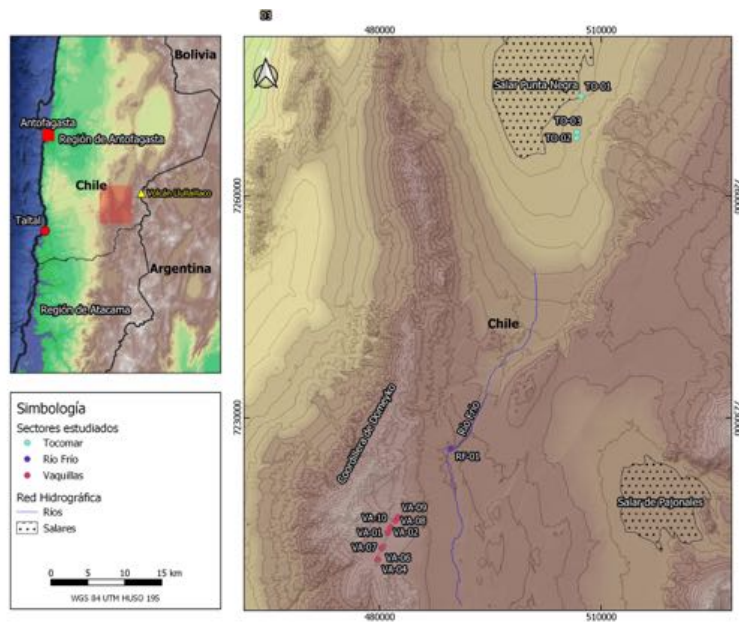 03
Bolivia
Antofagasta
Región de Antofagasta
Chile
Volcán Llullaillaco
Taltal
Argentina
Región de Atacama
Simbología
Sectores estudiados
Tocomar
Río Frío
Vaquillas
Red Hidrográfica
Ríos
Salares
0 5 10 15 km
WGS 84 UTM HUSO 19S
480000
510000
7260000
7260000
7230000
7230000
480000
510000
Salar Punta Negra
TO-01
TO-03
TO-02
Chile
Cordillera de Domeyko
Río Frío
RF-01
Salar de Pajonales
VA-09
VA-10
VA-08
VA-01
VA-02
VA-07
VA-06
VA-04